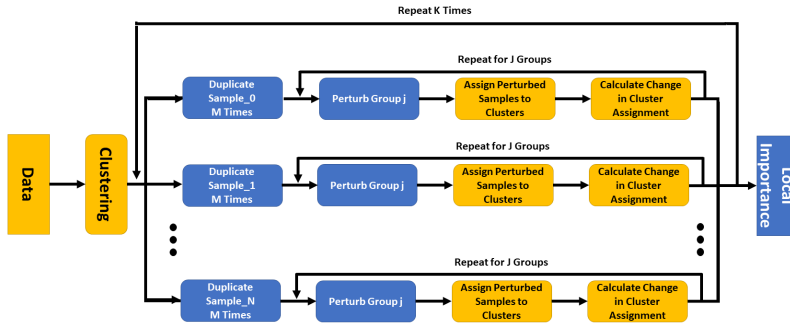 Repeat K Times
Repeat for J Groups
Duplicate
Sample_0
M Times
Perturb Group j
Assign Perturbed
Samples to
Clusters
Calculate Change
in Cluster
Assignment
Data
Clustering
Repeat for J Groups
Duplicate
Sample_1
M Times
Perturb Group j
Assign Perturbed
Samples to
Clusters
Calculate Change
in Cluster
Assignment
Local
Importance
Repeat for J Groups
Duplicate
Sample_N
M Times
Perturb Group j
Assign Perturbed
Samples to
Clusters
Calculate Change
in Cluster
Assignment